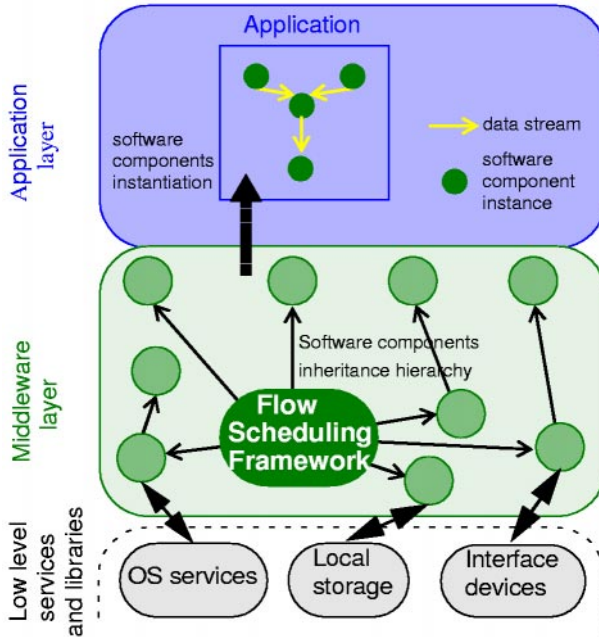 Application
Application
layer
software
components
instantiation
data stream
software
component
instance
Middleware
layer
Software components
inheritance hierarchy
Flow
Scheduling
Framework
Low level
services
and libraries
OS services
Local
storage
Interface
devices